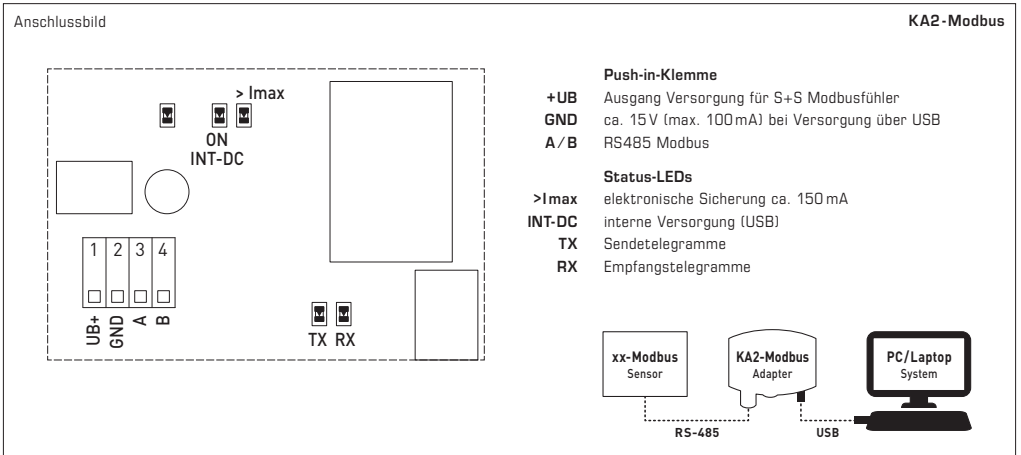 Anschlussbild
KA2-Modbus
> Imax
ON
INT-DC
1 2 3 4
UB+
GND
A
B
TX RX
Push-in-Klemme
+UB Ausgang Versorgung für S+S Modbusfühler
GND ca. 15 V (max. 100 mA) bei Versorgung über USB
A / B RS485 Modbus
Status-LEDs
>Imax elektronische Sicherung ca. 150 mA
INT-DC interne Versorgung (USB)
TX Sendetelegramme
RX Empfangstelegramme
xx-Modbus
Sensor
KA2-Modbus
Adapter
PC/Laptop
System
RS-485
USB